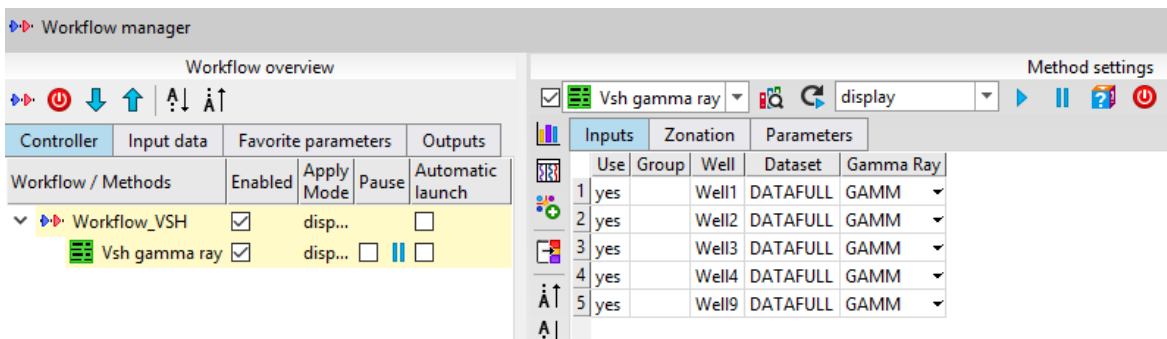 Workflow manager
Workflow overview
Controller Input data Favorite parameters Outputs
Workflow / Methods Enabled Apply Mode Pause Automatic launch
Workflow_VSH disp...
Vsh gamma ray disp...
Method settings
Vsh gamma ray display
Inputs Zonation Parameters
Use Group Well Dataset Gamma Ray
1 yes Well1 DATAFULL GAMM
2 yes Well2 DATAFULL GAMM
3 yes Well3 DATAFULL GAMM
4 yes Well4 DATAFULL GAMM
5 yes Well9 DATAFULL GAMM